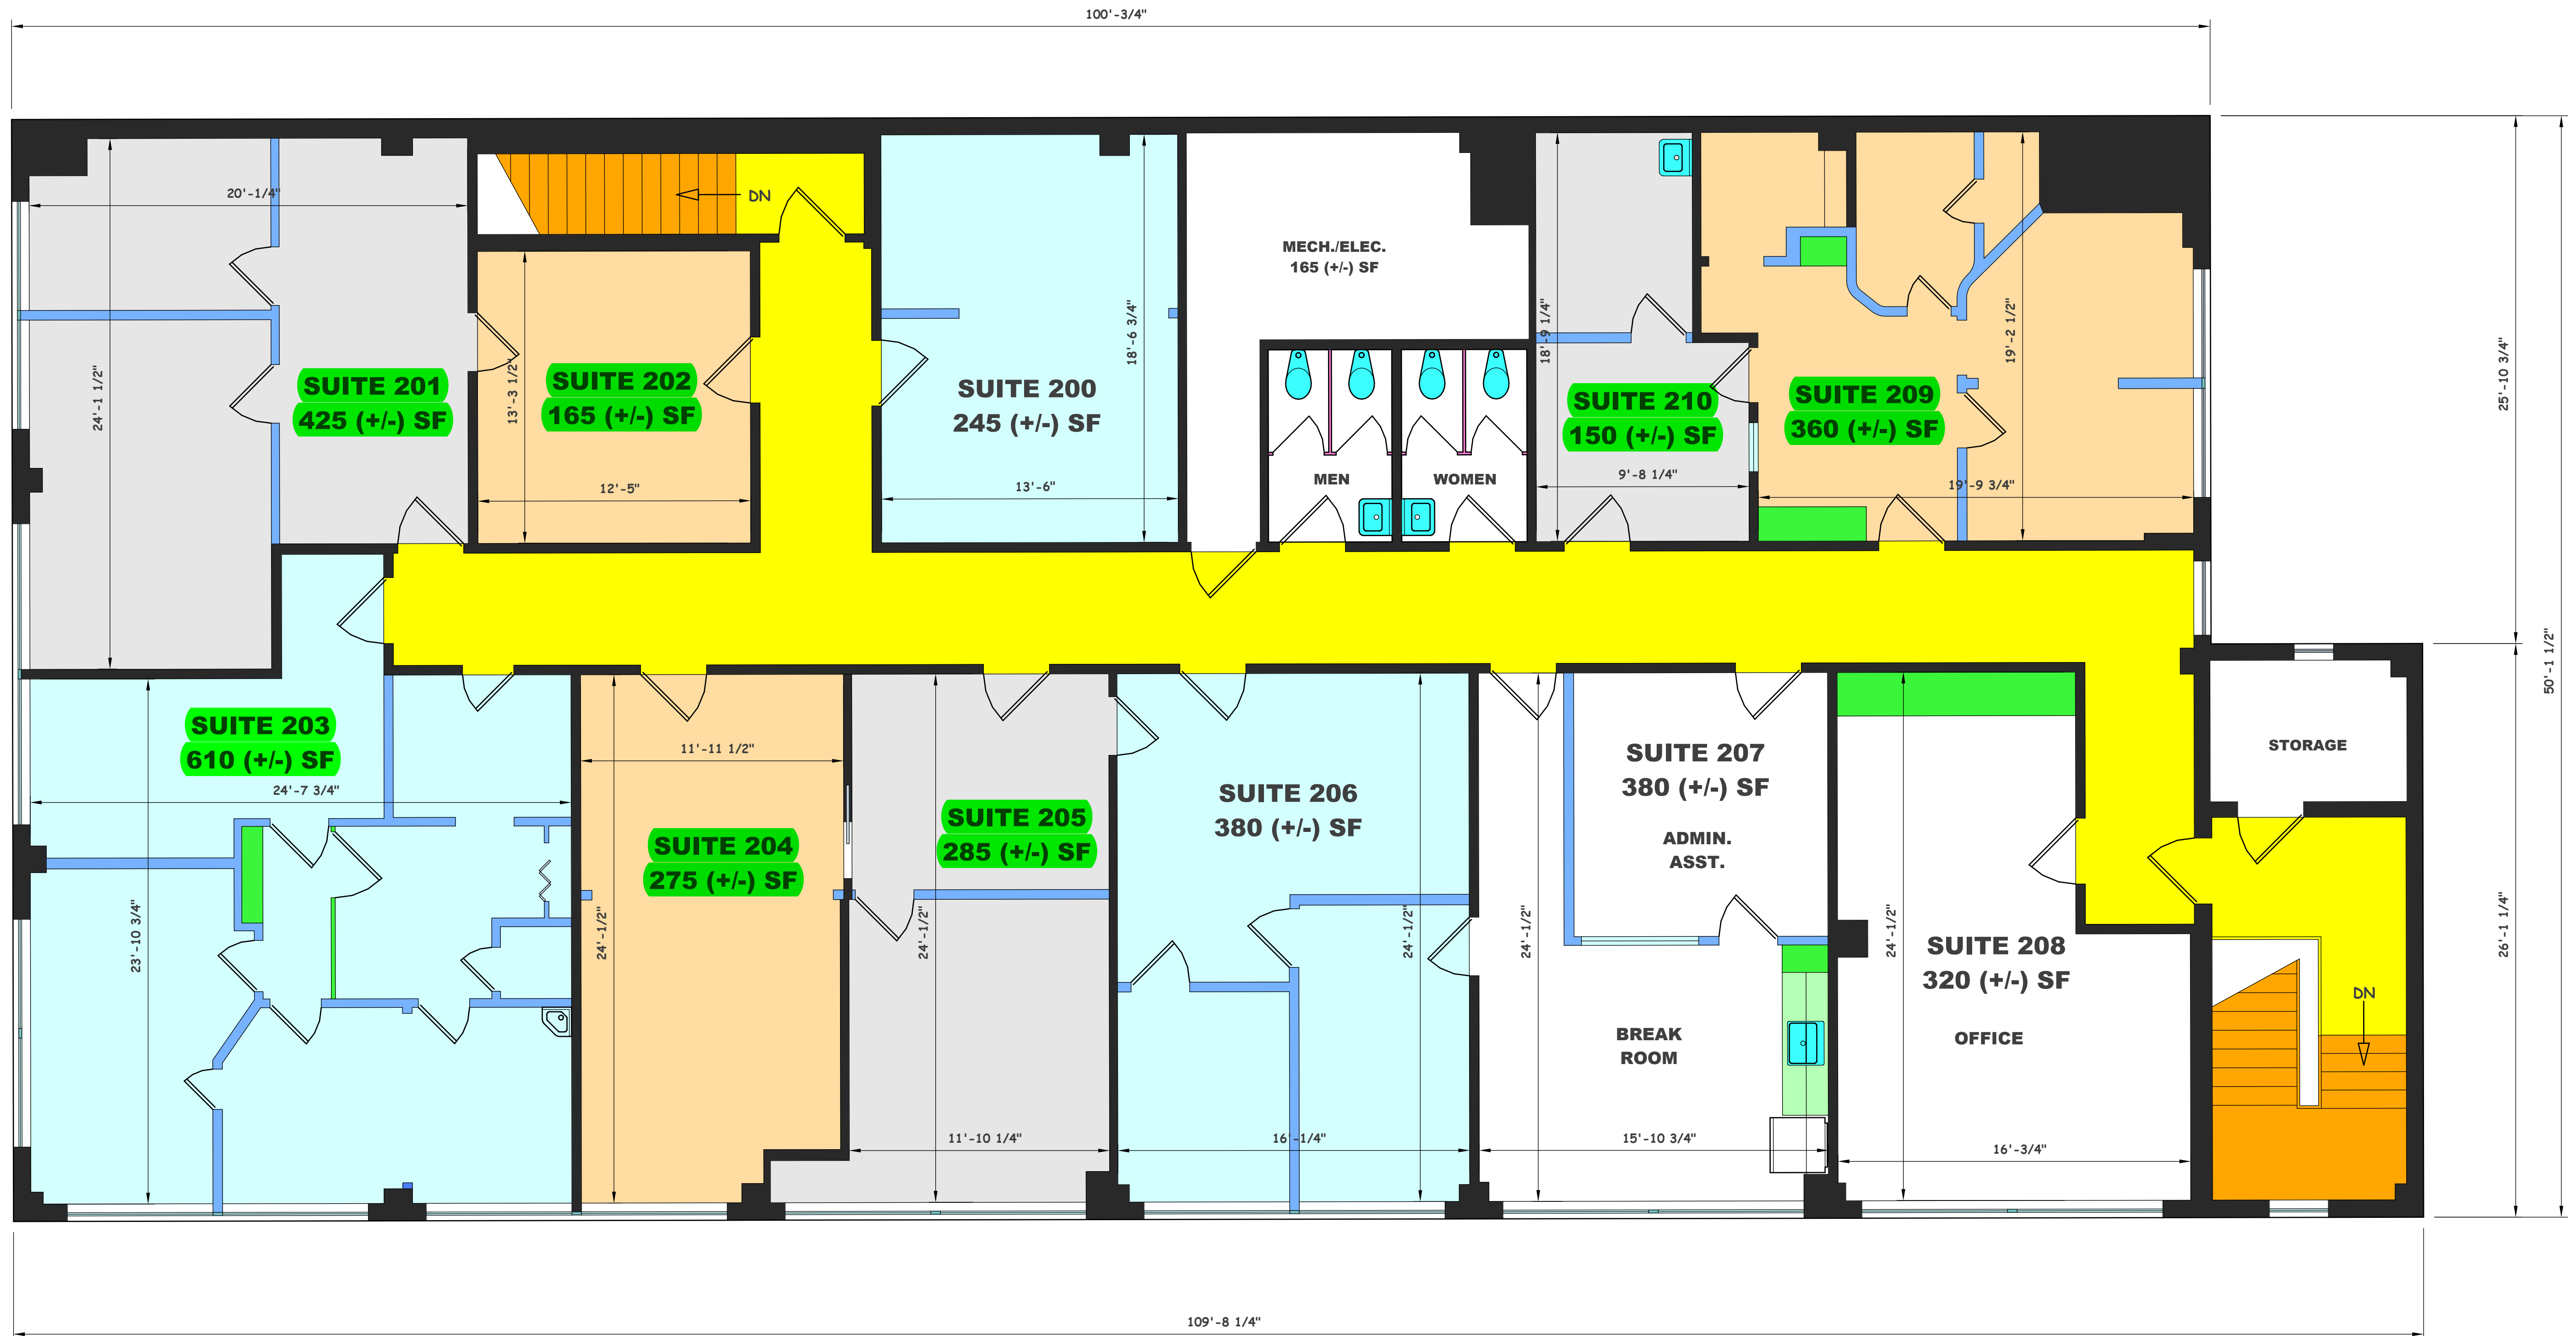 100'-3/4"
20'-1/4"
24'-1 1/2"
SUITE 201
425 (+/-) SF
DN
13'-3 1/2"
SUITE 202
165 (+/-) SF
12'-5"
18'-6 3/4"
SUITE 200
245 (+/-) SF
13'-6"
MECH./ELEC.
165 (+/-) SF
MEN
WOMEN
18'-9 1/4"
SUITE 210
150 (+/-) SF
9'-8 1/4"
19'-2 1/2"
SUITE 209
360 (+/-) SF
19'-9 3/4"
25'-10 3/4"
50'-1 1/2"
SUITE 203
610 (+/-) SF
24'-7 3/4"
23'-10 3/4"
11'-11 1/2"
SUITE 204
275 (+/-) SF
24'-1/2"
SUITE 205
285 (+/-) SF
24'-1/2"
11'-10 1/4"
SUITE 206
380 (+/-) SF
24'-1/2"
16'-1/4"
SUITE 207
380 (+/-) SF
ADMIN.
ASST.
24'-1/2"
BREAK
ROOM
15'-10 3/4"
24'-1/2"
SUITE 208
320 (+/-) SF
OFFICE
16'-3/4"
STORAGE
DN
26'-1 1/4"
109'-8 1/4"